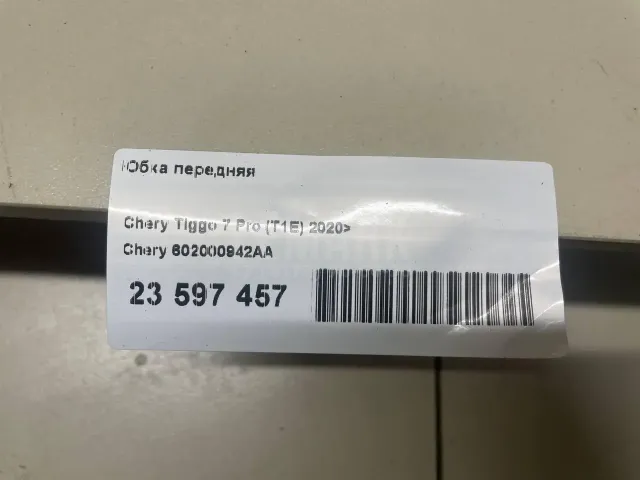 Юбка передняя
Chery Tiggo 7 Pro (T1E) 2020>
Chery 602000942AA
23 597 457